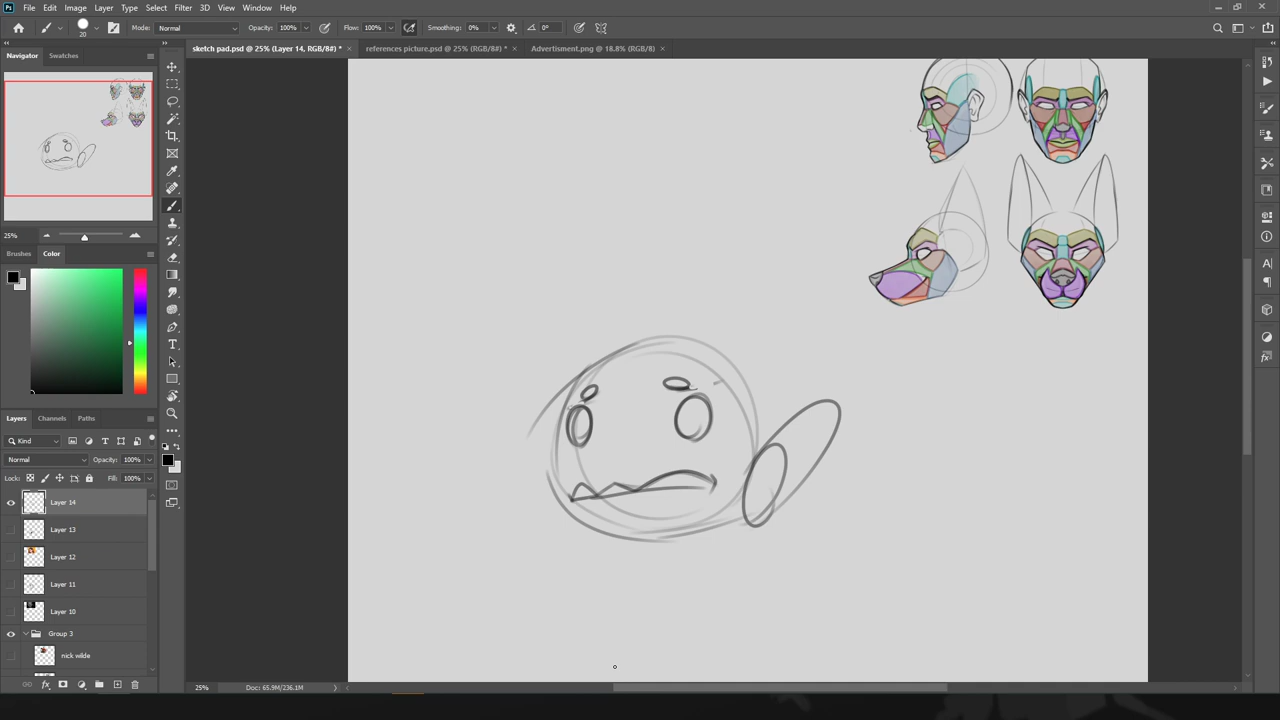 File Edit Image Layer Type Select Filter 3D View Window Help
20 Mode: Normal Opacity: 100% Flow: 100% Smoothing: 0% 0°
sketch pad.psd @ 25% (Layer 14, RGB/8#) * × references picture.psd @ 25% (RGB/8#) * × Advertisment.png @ 18.8% (RGB/8) ×
Navigator Swatches
25%
Brushes Color
Layers Channels Paths
Kind
Normal Opacity: 100%
Lock: Fill: 100%
Layer 14
Layer 13
Layer 12
Layer 11
Layer 10
Group 3
nick wilde
25% Doc: 65.9M/236.1M